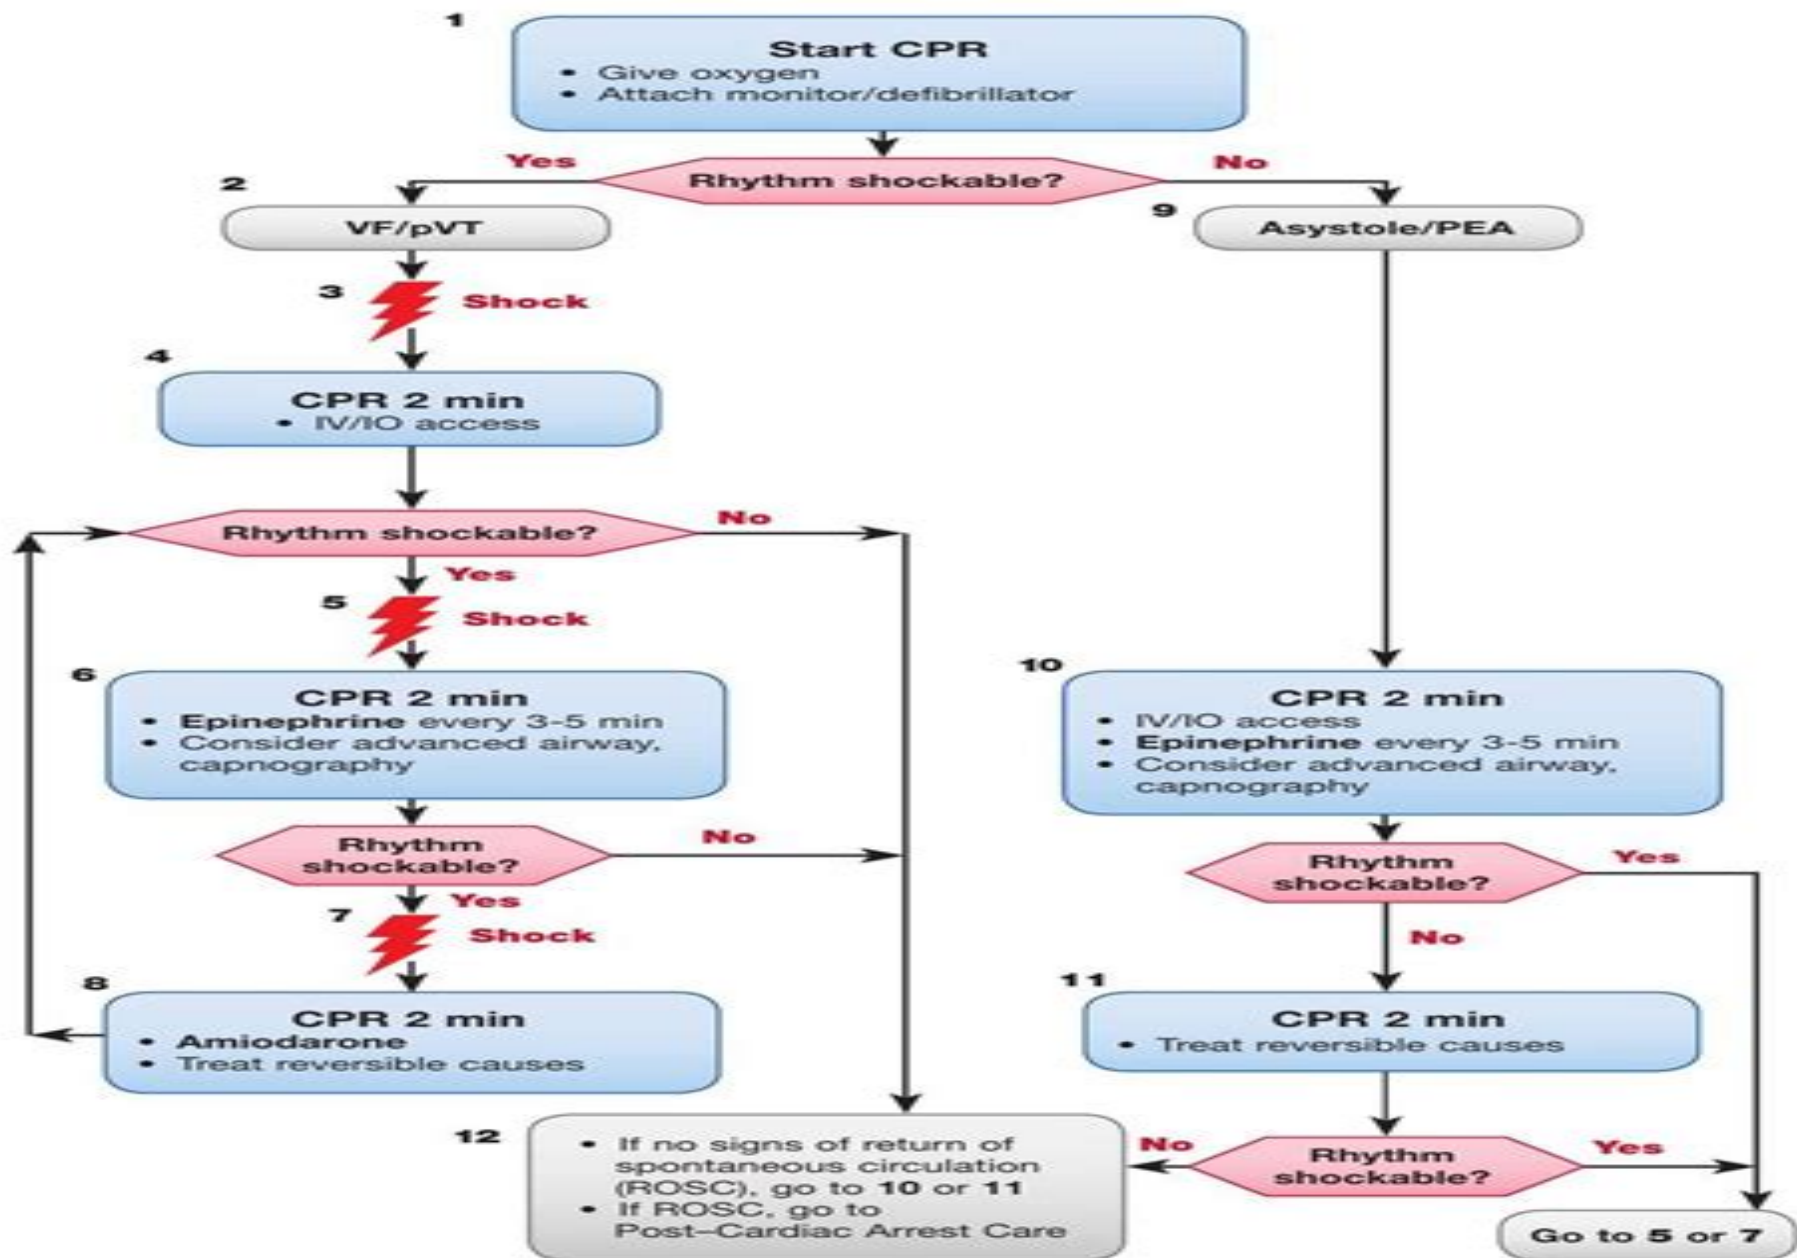 1
Start CPR
• Give oxygen
• Attach monitor/defibrillator
Yes
Rhythm shockable?
No
2
VF/pVT
9
Asystole/PEA
3
Shock
4
CPR 2 min
• IV/IO access
Rhythm shockable?
No
Yes
5
Shock
6
CPR 2 min
• Epinephrine every 3-5 min
• Consider advanced airway,
capnography
10
CPR 2 min
• IV/IO access
• Epinephrine every 3-5 min
• Consider advanced airway,
capnography
Rhythm
shockable?
No
Yes
7
Shock
Rhythm
shockable?
Yes
No
8
CPR 2 min
• Amiodarone
• Treat reversible causes
11
CPR 2 min
• Treat reversible causes
12
• If no signs of return of
spontaneous circulation
(ROSC), go to 10 or 11
• If ROSC, go to
Post–Cardiac Arrest Care
No
Rhythm
shockable?
Yes
Go to 5 or 7